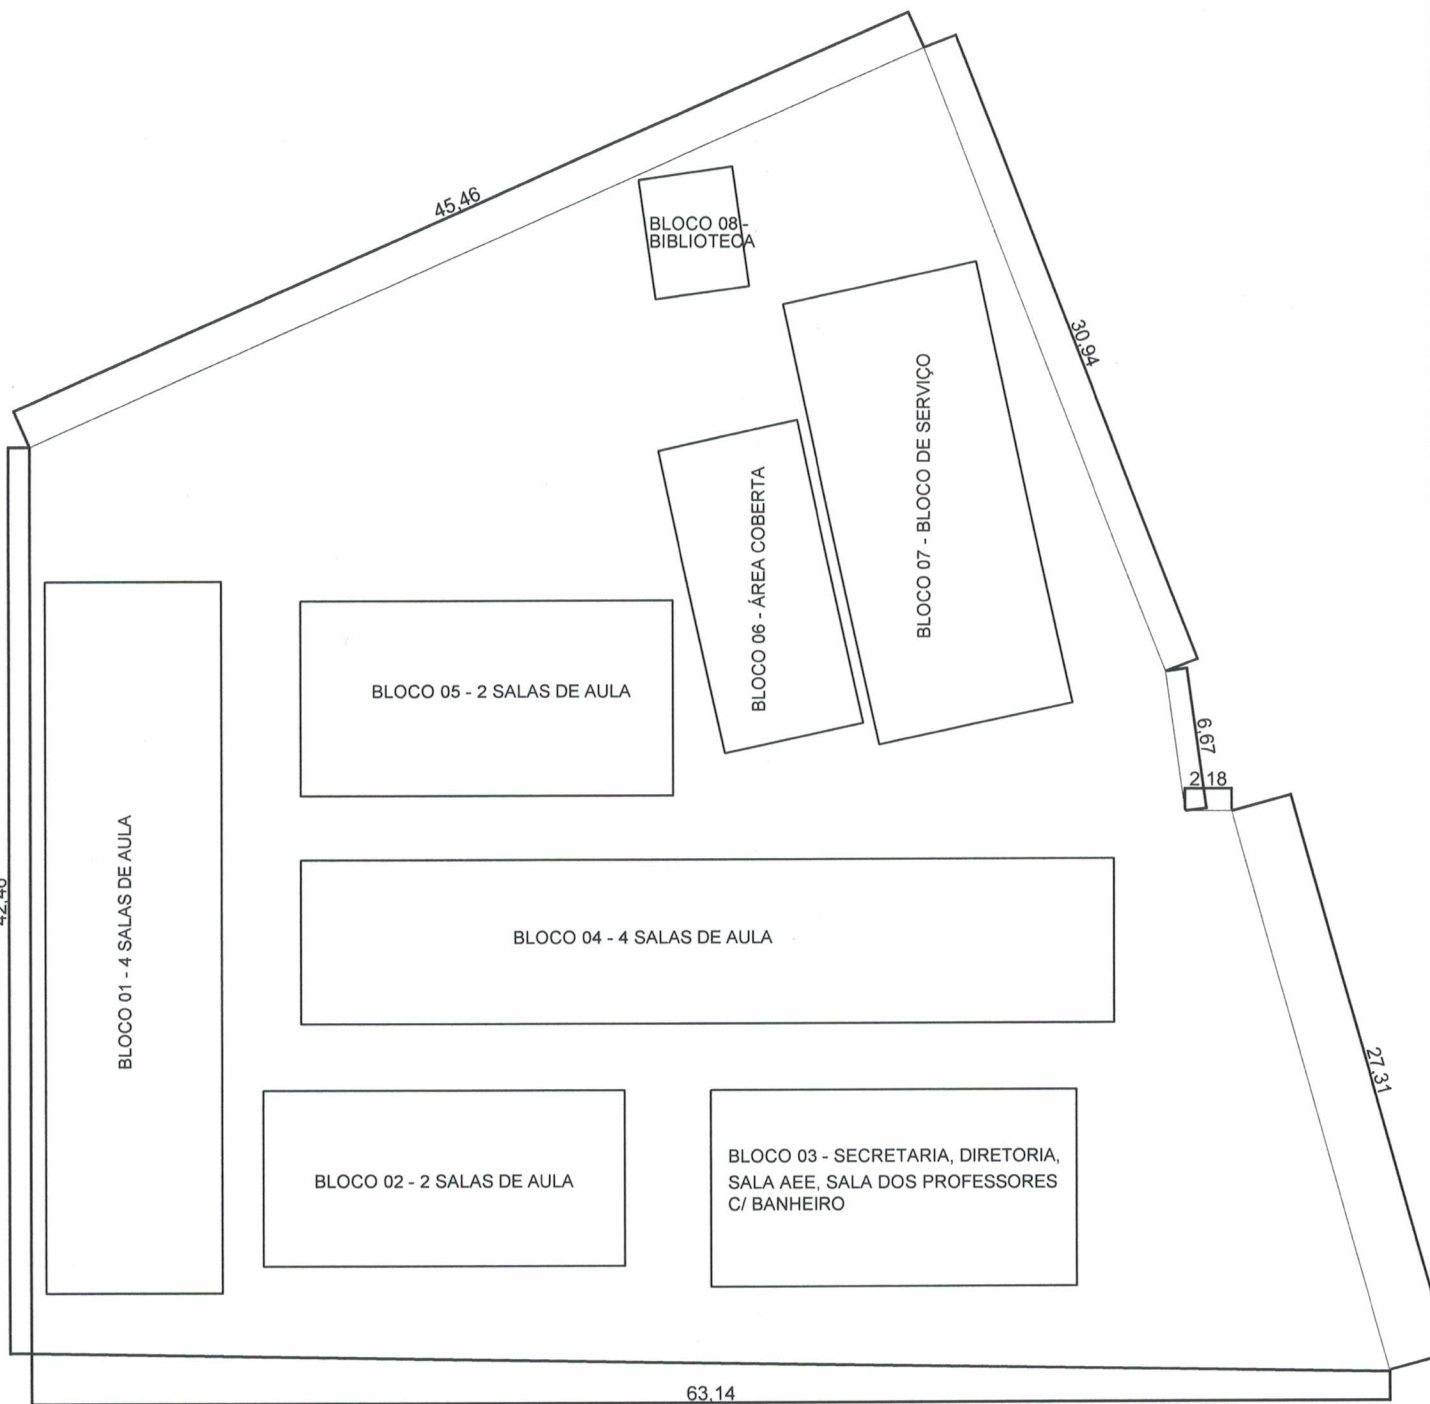 45,46
BLOCO 08 -
BIBLIOTECA
30,94
BLOCO 07 - BLOCO DE SERVIÇO
BLOCO 06 - ÁREA COBERTA
BLOCO 05 - 2 SALAS DE AULA
6,67
2,18
BLOCO 01 - 4 SALAS DE AULA
BLOCO 04 - 4 SALAS DE AULA
27,31
BLOCO 03 - SECRETARIA, DIRETORIA,
SALA AEE, SALA DOS PROFESSORES
C/ BANHEIRO
BLOCO 02 - 2 SALAS DE AULA
63,14